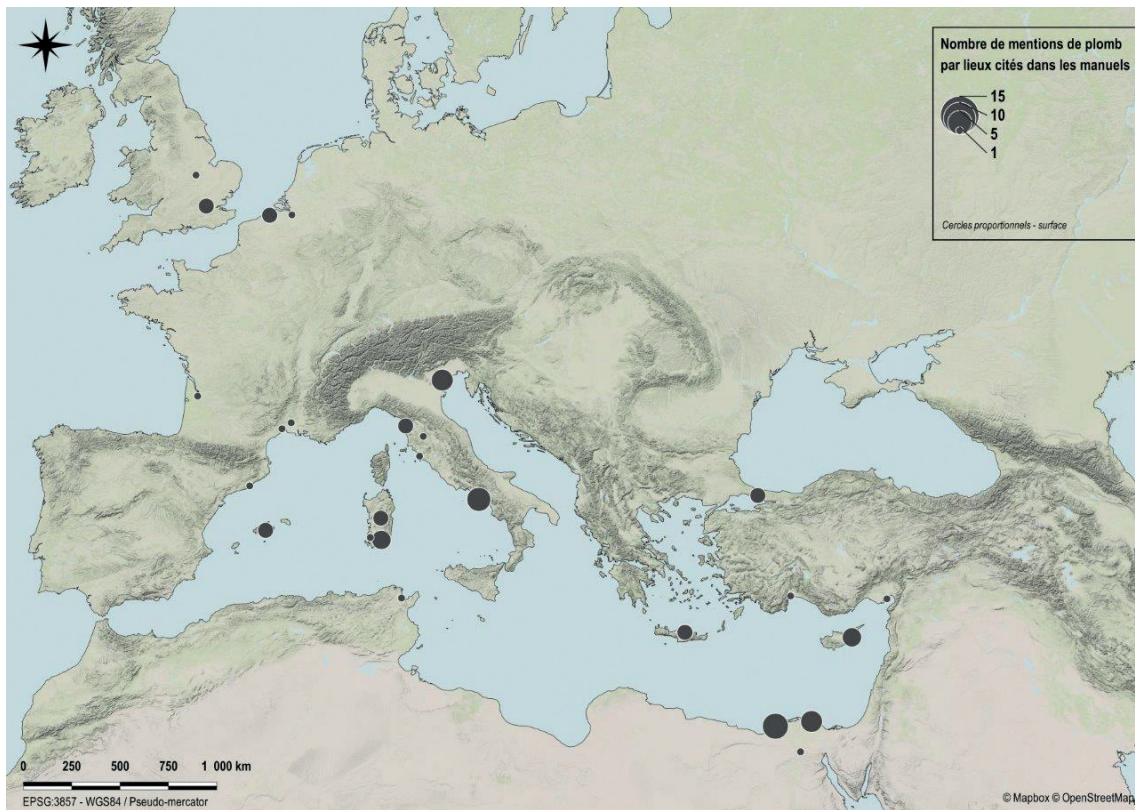 Nombre de mentions de plomb
par lieux cités dans les manuels
15
10
5
1
Cercles proportionnels - surface
0 250 500 750 1 000 km
EPSG:3857 - WGS84 / Pseudo-mercator
© Mapbox © OpenStreetMap